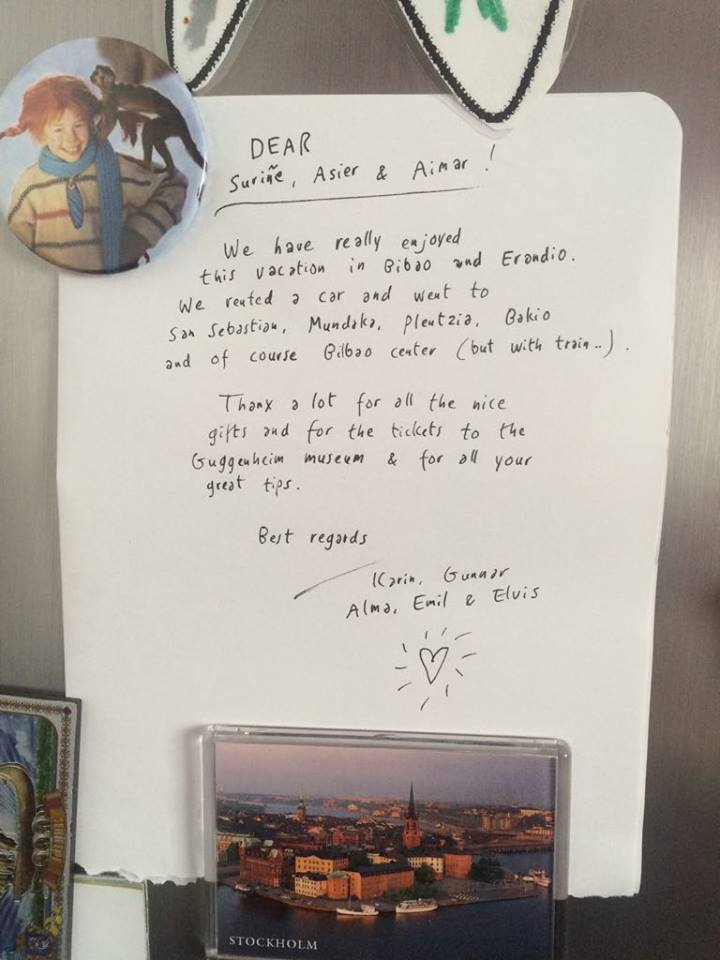 DEAR
Suriñe, Asier & Aimar!
We have really enjoyed
this vacation in Bibao and Erandio.
We rented a car and went to
San Sebastian, Mundaka, Plentzia, Bakio
and of course Bilbao center (but with train..).
Thanx a lot for all the nice
gifts and for the tickets to the
Guggenheim museum & for all your
great tips.
Best regards
Karin, Gunnar
Alma, Emil & Elvis
STOCKHOLM